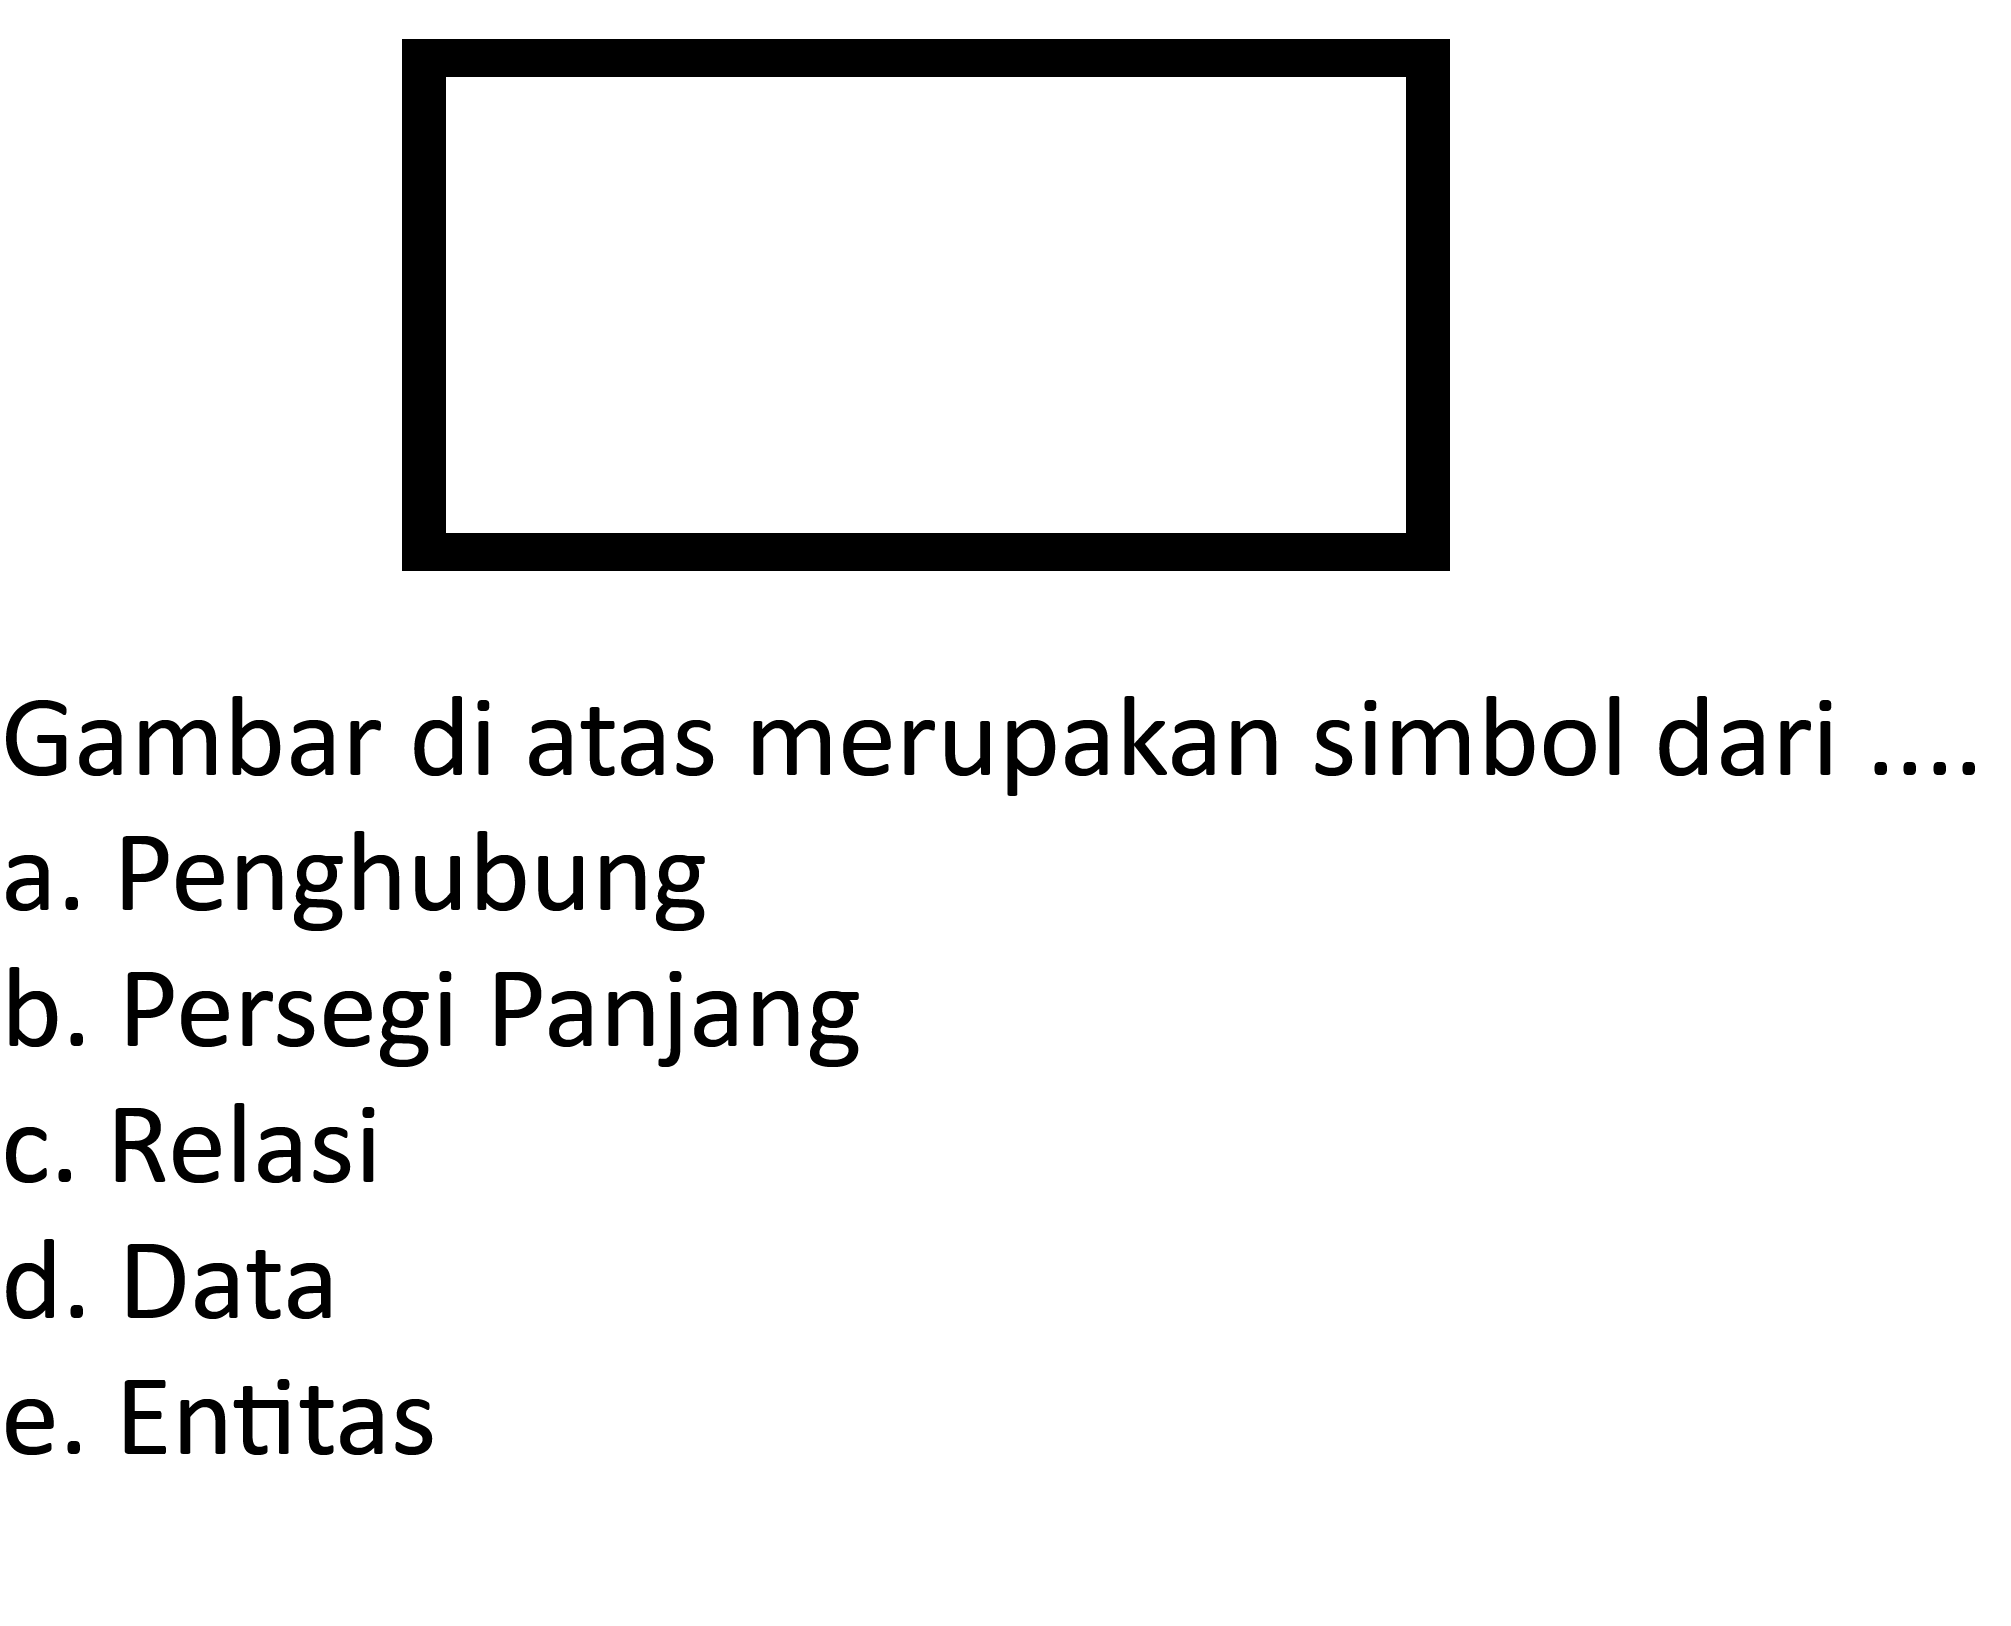 Gambar di atas merupakan simbol dari ....
a. Penghubung
b. Persegi Panjang
c. Relasi
d. Data
e. Entitas